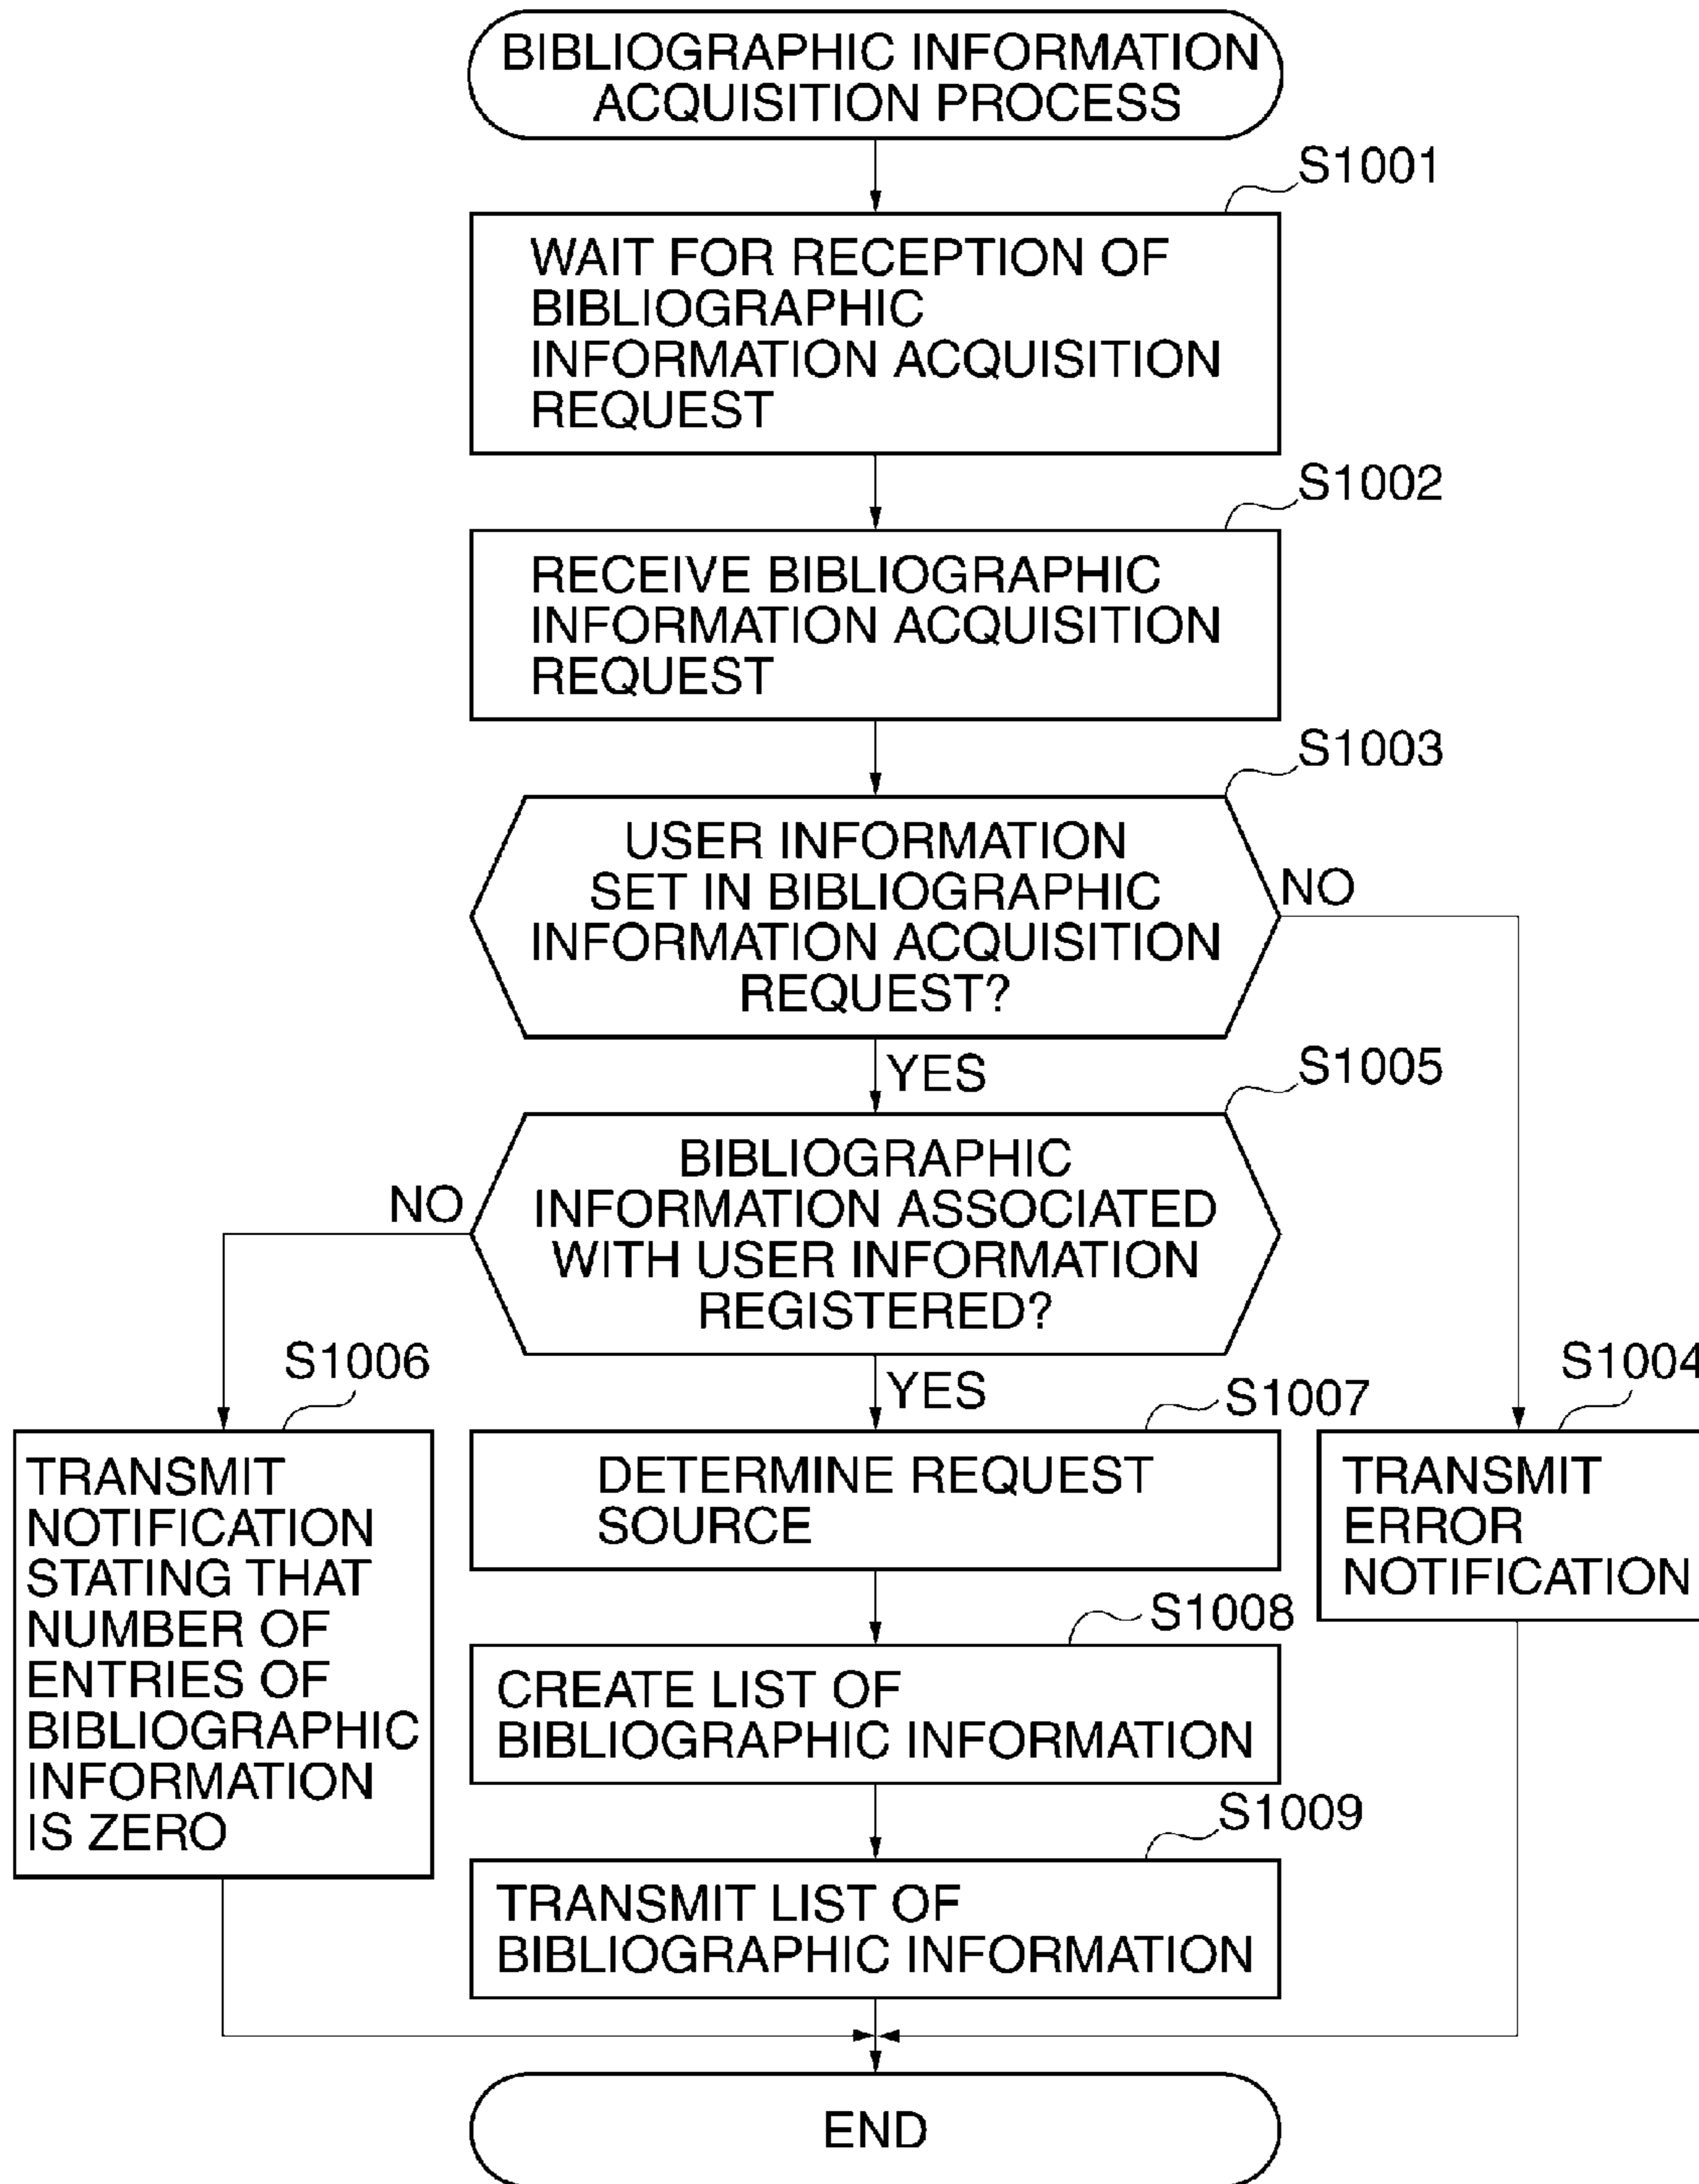 BIBLIOGRAPHIC INFORMATION
ACQUISITION PROCESS
S1001
WAIT FOR RECEPTION OF
BIBLIOGRAPHIC
INFORMATION ACQUISITION
REQUEST
S1002
RECEIVE BIBLIOGRAPHIC
INFORMATION ACQUISITION
REQUEST
S1003
USER INFORMATION
SET IN BIBLIOGRAPHIC
INFORMATION ACQUISITION
REQUEST?
NO
YES
S1005
BIBLIOGRAPHIC
INFORMATION ASSOCIATED
WITH USER INFORMATION
REGISTERED?
NO
YES
S1006
TRANSMIT
NOTIFICATION
STATING THAT
NUMBER OF
ENTRIES OF
BIBLIOGRAPHIC
INFORMATION
IS ZERO
S1007
DETERMINE REQUEST
SOURCE
S1004
TRANSMIT
ERROR
NOTIFICATION
S1008
CREATE LIST OF
BIBLIOGRAPHIC INFORMATION
S1009
TRANSMIT LIST OF
BIBLIOGRAPHIC INFORMATION
END